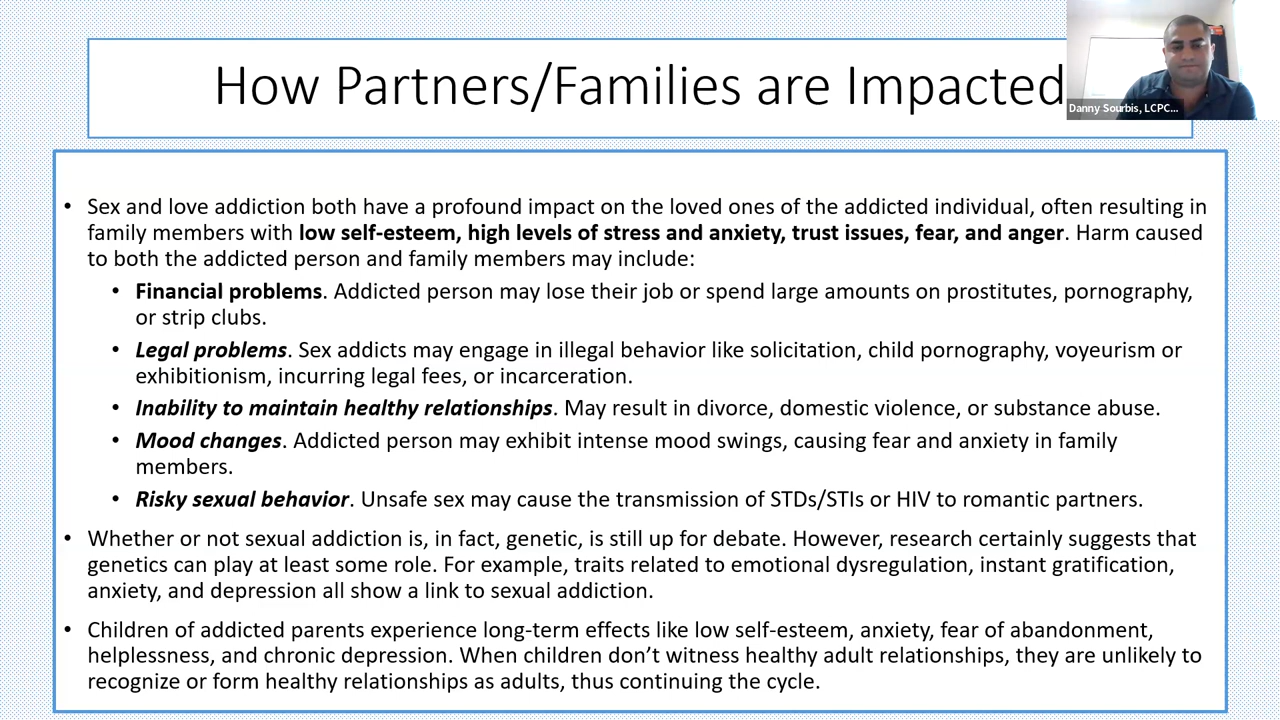 How Partners/Families are Impacted
Danny Sourbis, LCPC...
• Sex and love addiction both have a profound impact on the loved ones of the addicted individual, often resulting in
family members with low self-esteem, high levels of stress and anxiety, trust issues, fear, and anger. Harm caused
to both the addicted person and family members may include:
• Financial problems. Addicted person may lose their job or spend large amounts on prostitutes, pornography,
or strip clubs.
• Legal problems. Sex addicts may engage in illegal behavior like solicitation, child pornography, voyeurism or
exhibitionism, incurring legal fees, or incarceration.
• Inability to maintain healthy relationships. May result in divorce, domestic violence, or substance abuse.
• Mood changes. Addicted person may exhibit intense mood swings, causing fear and anxiety in family
members.
• Risky sexual behavior. Unsafe sex may cause the transmission of STDs/STIs or HIV to romantic partners.
• Whether or not sexual addiction is, in fact, genetic, is still up for debate. However, research certainly suggests that
genetics can play at least some role. For example, traits related to emotional dysregulation, instant gratification,
anxiety, and depression all show a link to sexual addiction.
• Children of addicted parents experience long-term effects like low self-esteem, anxiety, fear of abandonment,
helplessness, and chronic depression. When children don’t witness healthy adult relationships, they are unlikely to
recognize or form healthy relationships as adults, thus continuing the cycle.